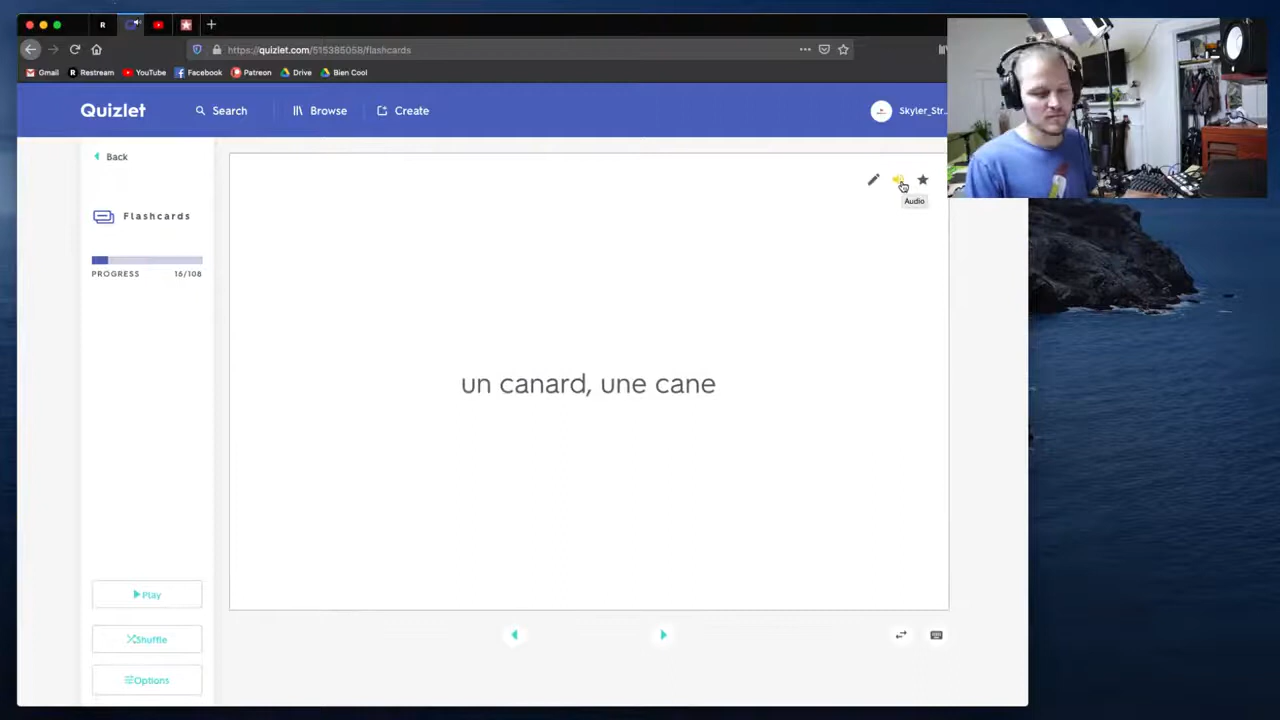 R
https://quizlet.com/515385058/flashcards
Gmail Restream YouTube Facebook Patreon Drive Bien Cool
Quizlet Search Browse Create Skyler_Str...
Back
Audio
Flashcards
PROGRESS 16/108
un canard, une cane
Play
Shuffle
Options